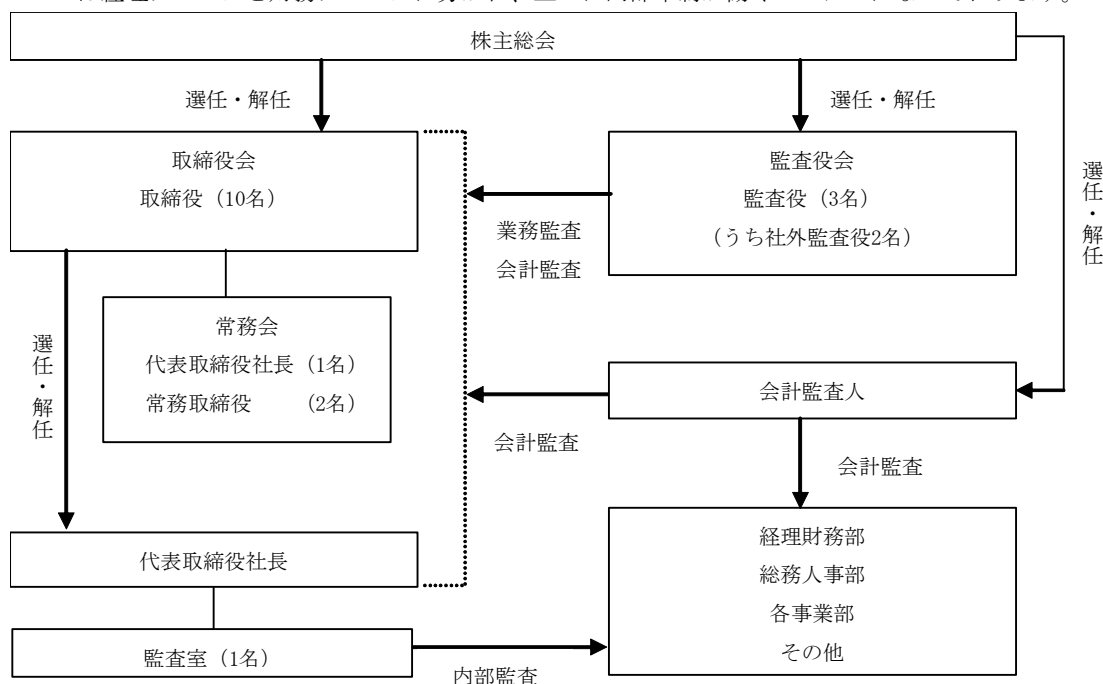 株主総会
選任・解任
選任・解任
選任・解任
取締役会
取締役（10名）
監査役会
監査役（3名）
（うち社外監査役2名）
業務監査
会計監査
常務会
代表取締役社長（1名）
常務取締役　　（2名）
選任・解任
会計監査人
会計監査
会計監査
代表取締役社長
経理財務部
総務人事部
各事業部
その他
監査室（1名）
内部監査